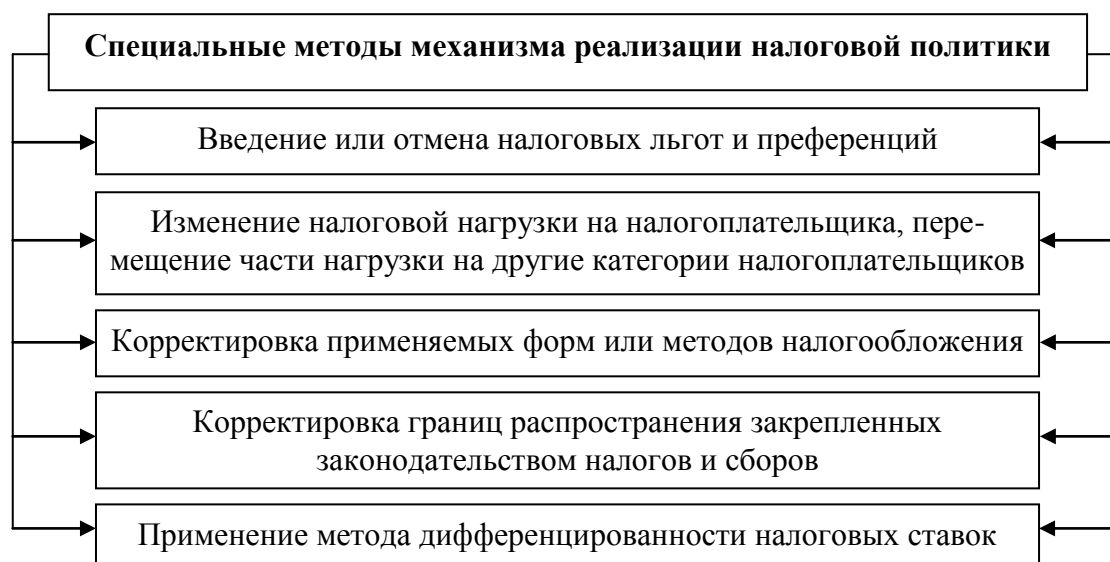 Специальные методы механизма реализации налоговой политики
Введение или отмена налоговых льгот и преференций
Изменение налоговой нагрузки на налогоплательщика, пере-
мещение части нагрузки на другие категории налогоплательщиков
Корректировка применяемых форм или методов налогообложения
Корректировка границ распространения закрепленных
законодательством налогов и сборов
Применение метода дифференцированности налоговых ставок